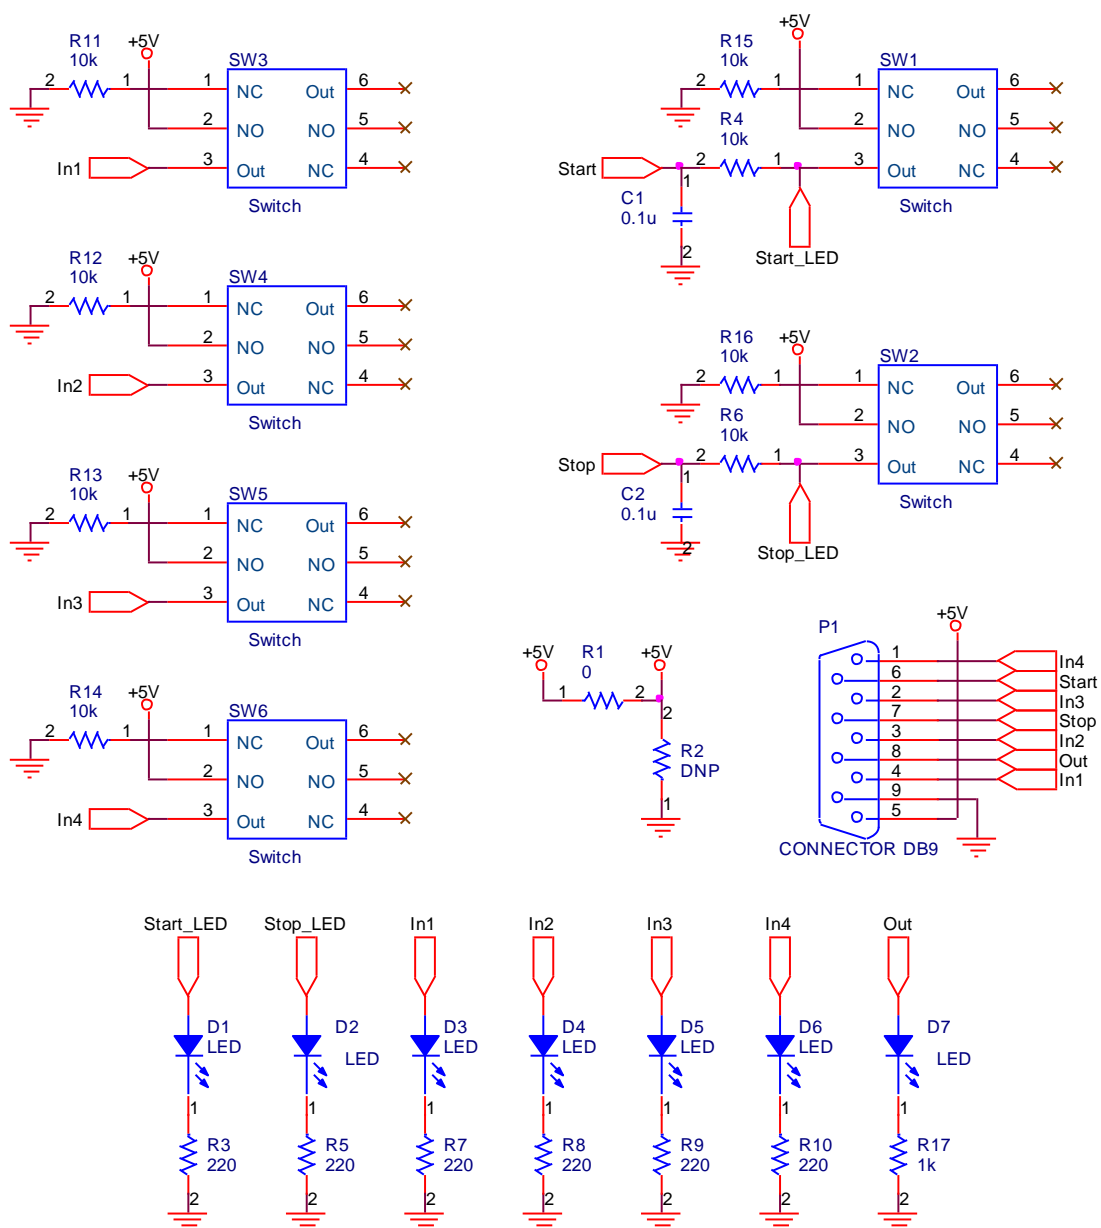 R11
10k
+5V
2
1
SW3
1
NC
Out
6
2
NO
NO
5
In1
3
Out
NC
4
Switch
R12
10k
+5V
2
1
SW4
1
NC
Out
6
2
NO
NO
5
In2
3
Out
NC
4
Switch
R13
10k
+5V
2
1
SW5
1
NC
Out
6
2
NO
NO
5
In3
3
Out
NC
4
Switch
R14
10k
+5V
2
1
SW6
1
NC
Out
6
2
NO
NO
5
In4
3
Out
NC
4
Switch
R15
10k
+5V
2
1
SW1
1
NC
Out
6
R4
10k
2
NO
NO
5
Start
2
1
3
Out
NC
4
C1
0.1u
1
2
Start_LED
Switch
R16
10k
+5V
2
1
SW2
1
NC
Out
6
R6
10k
2
NO
NO
5
Stop
2
1
3
Out
NC
4
C2
0.1u
1
2
Stop_LED
Switch
+5V
R1
0
+5V
1
2
2
R2
DNP
1
P1
+5V
1
In4
6
Start
2
In3
7
Stop
3
In2
8
Out
4
In1
9
5
CONNECTOR DB9
Start_LED
D1
LED
1
R3
220
2
Stop_LED
D2
LED
1
R5
220
2
In1
D3
LED
1
R7
220
2
In2
D4
LED
1
R8
220
2
In3
D5
LED
1
R9
220
2
In4
D6
LED
1
R10
220
2
Out
D7
LED
1
R17
1k
2